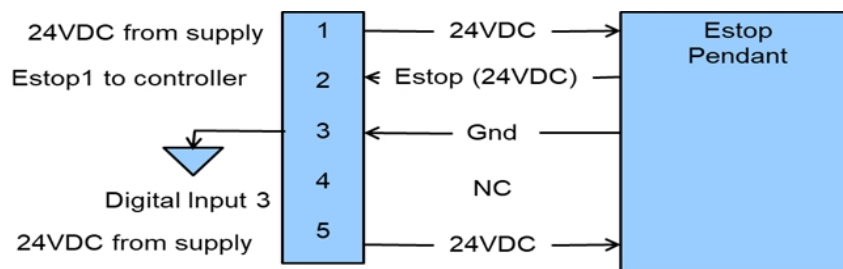 24VDC from supply 1 24VDC Estop
Pendant
Estop1 to controller 2 Estop (24VDC)
3 Gnd
Digital Input 3 4 NC
24VDC from supply 5 24VDC